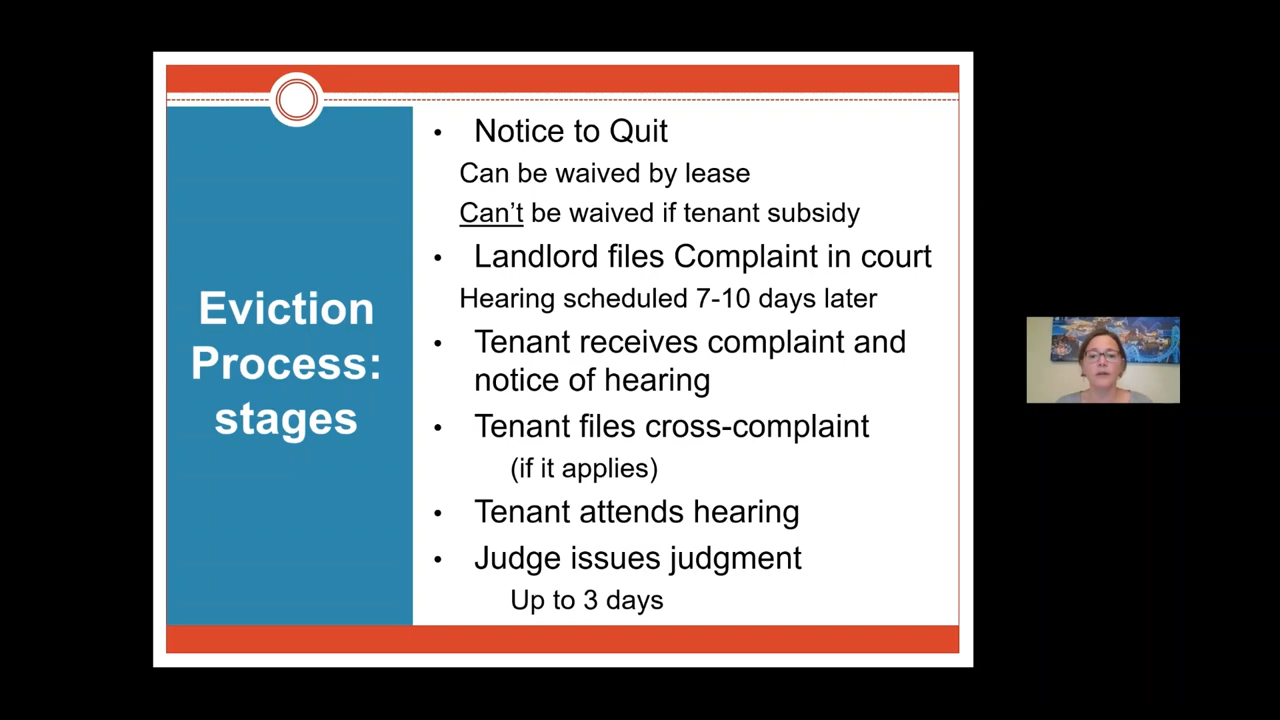 Eviction
Process:
stages
• Notice to Quit
Can be waived by lease
Can’t be waived if tenant subsidy
• Landlord files Complaint in court
Hearing scheduled 7-10 days later
• Tenant receives complaint and
notice of hearing
• Tenant files cross-complaint
(if it applies)
• Tenant attends hearing
• Judge issues judgment
Up to 3 days